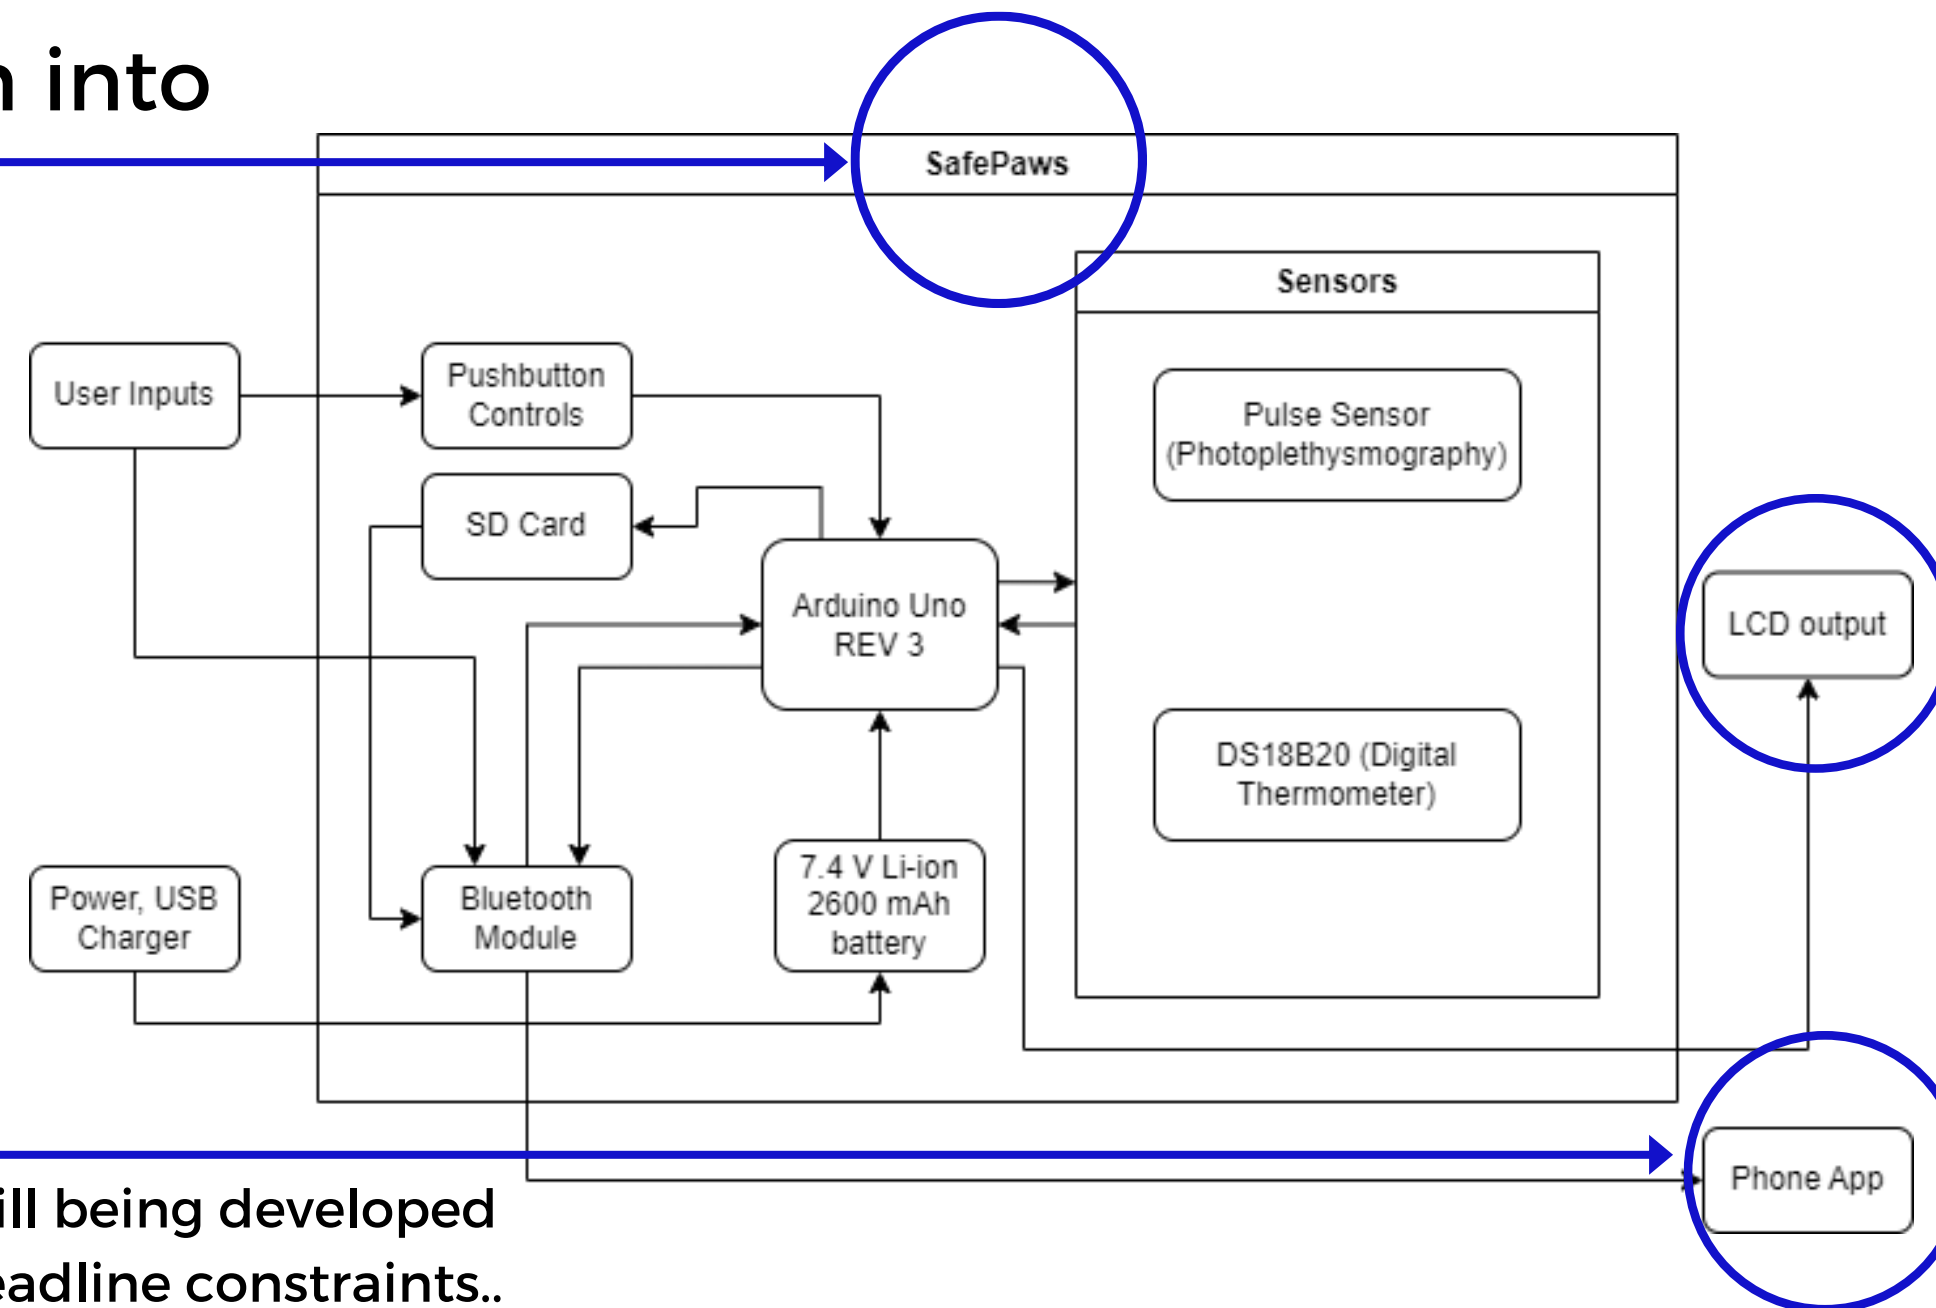 into
SafePaws
Sensors
User Inputs
Pushbutton
Controls
Pulse Sensor
(Photoplethysmography)
SD Card
Arduino Uno
REV 3
LCD output
DS18B20 (Digital
Thermometer)
Power, USB
Charger
Bluetooth
Module
7.4 V Li-ion
2600 mAh
battery
Phone App
being developed
constraints..